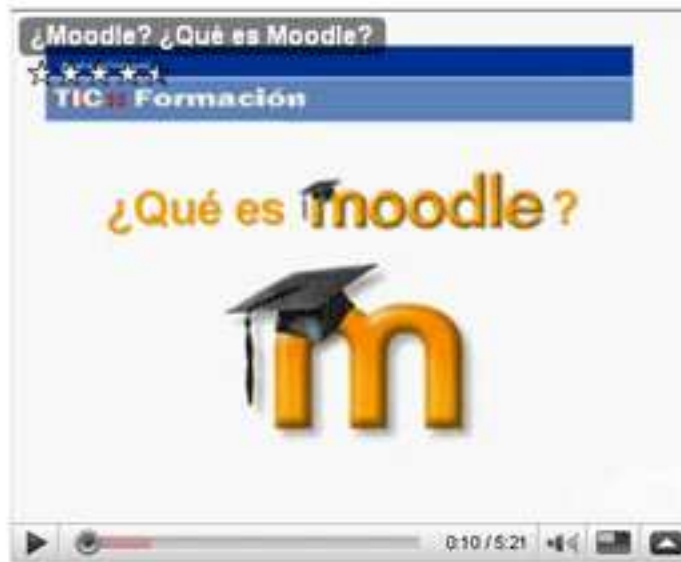 ¿Moodle? ¿Qué es Moodle?
TIC:: Formación
¿Qué es moodle?
m
0:10 / 5:21